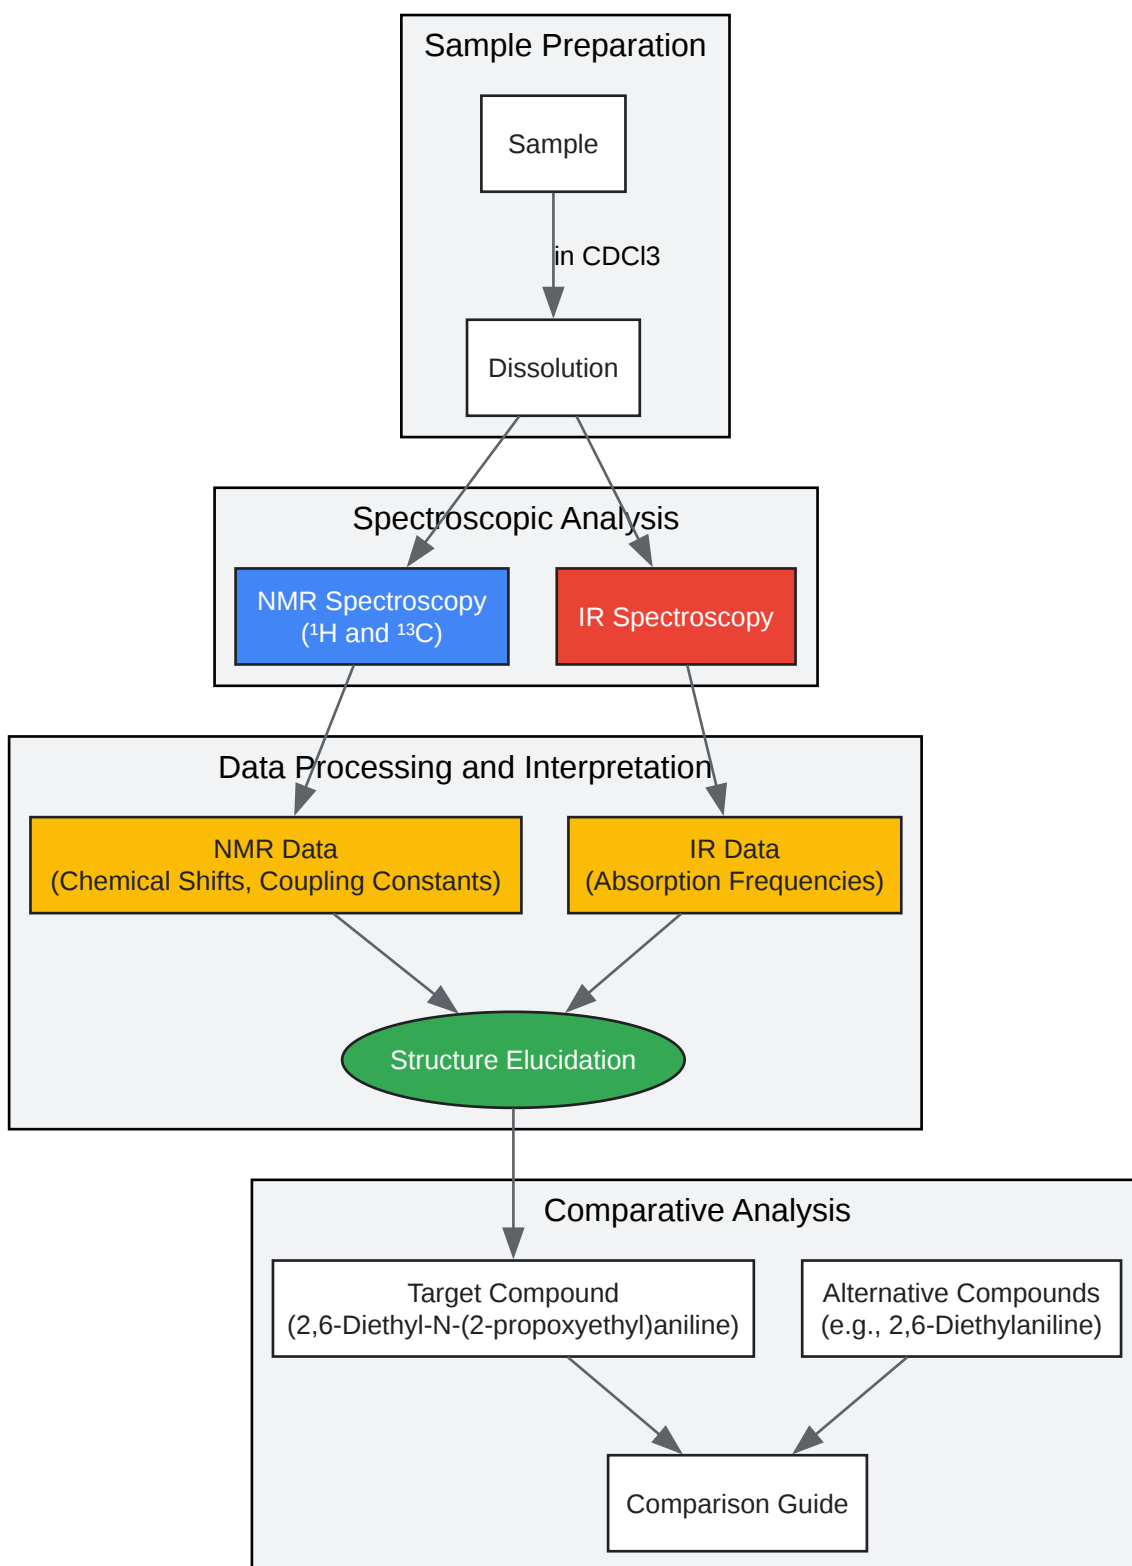 Sample Preparation
Sample
in CDCl3
Dissolution
Spectroscopic Analysis
NMR Spectroscopy
(¹H and ¹³C)
IR Spectroscopy
Data Processing and Interpretation
NMR Data
(Chemical Shifts, Coupling Constants)
IR Data
(Absorption Frequencies)
Structure Elucidation
Comparative Analysis
Target Compound
(2,6-Diethyl-N-(2-propoxyethyl)aniline)
Alternative Compounds
(e.g., 2,6-Diethylaniline)
Comparison Guide